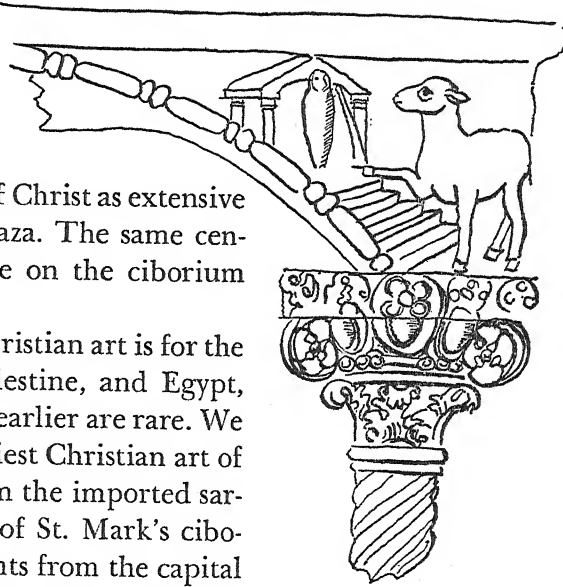 f Christ as extensive
aza. The same cen-
e on the ciborium
ristian art is for the
lestine, and Egypt,
earlier are rare. We
iest Christian art of
n the imported sar-
of St. Mark's cibo-
nts from the capital